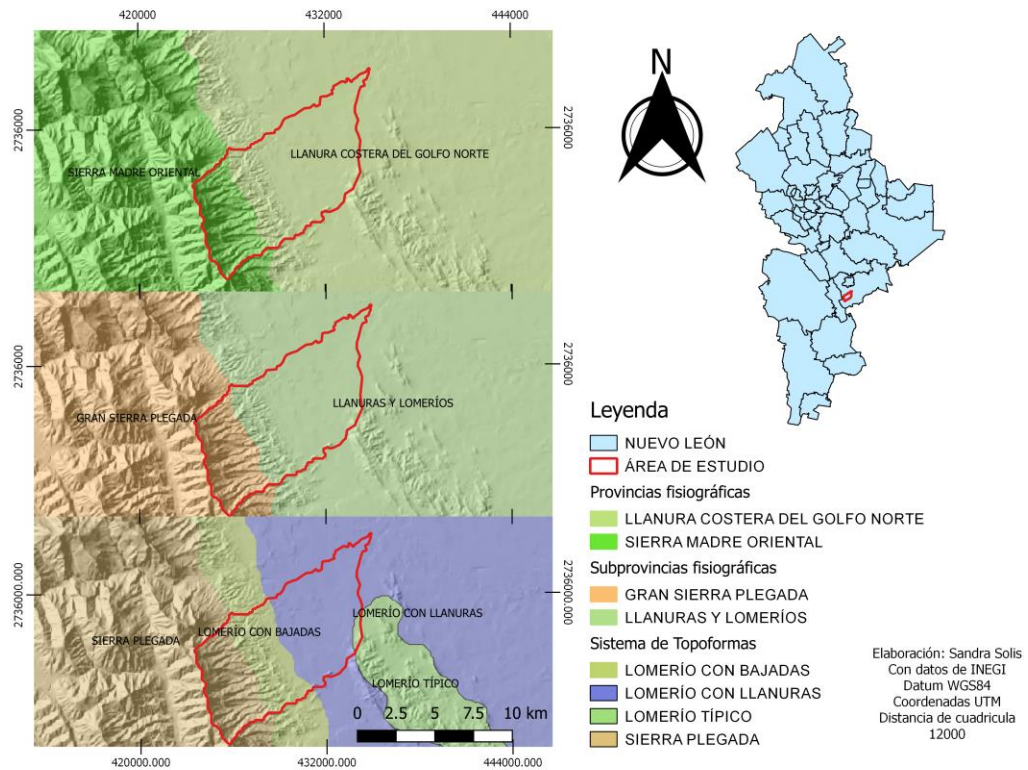 420000
432000
444000
2736000
2736000
SIERRA MADRE ORIENTAL
LLANURA COSTERA DEL GOLFO NORTE
2736000
2736000
GRAN SIERRA PLEGADA
LLANURAS Y LOMERÍOS
2736000.000
2736000.000
SIERRA PLEGADA
LOMERÍO CON BAJADAS
LOMERÍO CON LLANURAS
LOMERÍO TÍPICO
0 2.5 5 7.5 10 km
420000.000
432000.000
444000.000
N
Leyenda
NUEVO LEÓN
ÁREA DE ESTUDIO
Provincias fisiográficas
LLANURA COSTERA DEL GOLFO NORTE
SIERRA MADRE ORIENTAL
Subprovincias fisiográficas
GRAN SIERRA PLEGADA
LLANURAS Y LOMERÍOS
Sistema de Topoformas
LOMERÍO CON BAJADAS
LOMERÍO CON LLANURAS
LOMERÍO TÍPICO
SIERRA PLEGADA
Elaboración: Sandra Solis
Con datos de INEGI
Datum WGS84
Coordenadas UTM
Distancia de cuadricula
12000